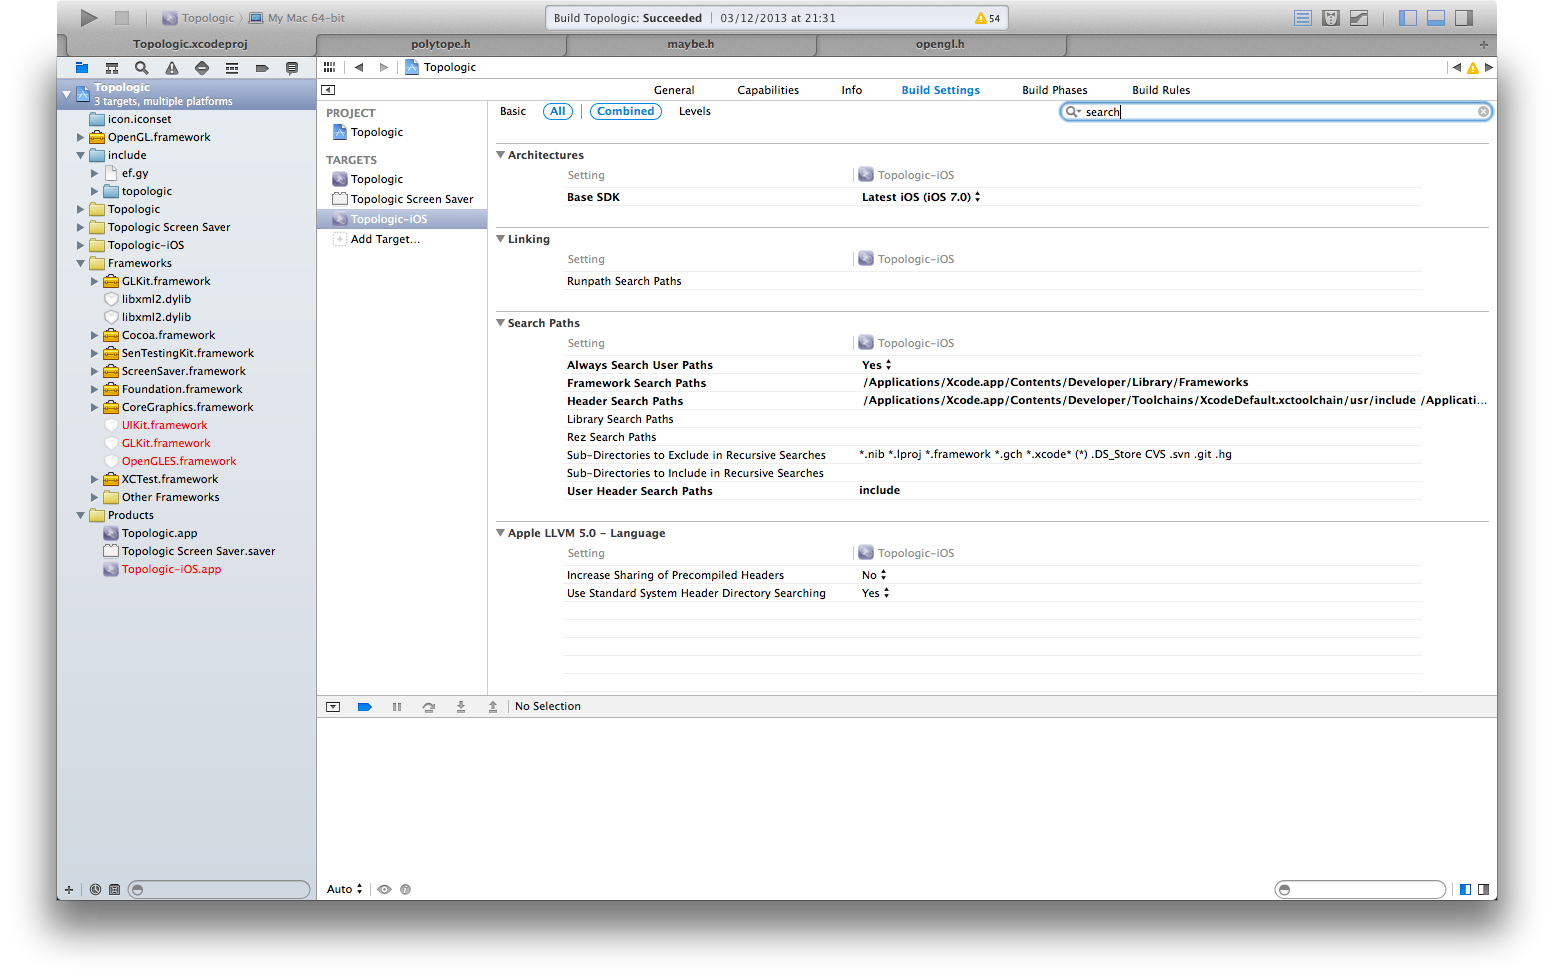 Topologic
My Mac 64-bit
Build Topologic: Succeeded
03/12/2013 at 21:31
54
Topologic.xcodeproj
polytope.h
maybe.h
opengl.h
Topologic
Topologic
3 targets, multiple platforms
icon.iconset
OpenGL.framework
include
ef.gy
topologic
Topologic
Topologic Screen Saver
Topologic-iOS
Frameworks
GLKit.framework
libxml2.dylib
libxml2.dylib
Cocoa.framework
SenTestingKit.framework
ScreenSaver.framework
Foundation.framework
CoreGraphics.framework
UIKit.framework
GLKit.framework
OpenGLES.framework
XCTest.framework
Other Frameworks
Products
Topologic.app
Topologic Screen Saver.saver
Topologic-iOS.app
General
Capabilities
Info
Build Settings
Build Phases
Build Rules
PROJECT
Topologic
TARGETS
Topologic
Topologic Screen Saver
Topologic-iOS
Add Target...
Basic
All
Combined
Levels
search
Architectures
Setting Topologic-iOS
Base SDK Latest iOS (iOS 7.0)
Linking
Setting Topologic-iOS
Runpath Search Paths
Search Paths
Setting Topologic-iOS
Always Search User Paths Yes
Framework Search Paths /Applications/Xcode.app/Contents/Developer/Library/Frameworks
Header Search Paths /Applications/Xcode.app/Contents/Developer/Toolchains/XcodeDefault.xctoolchain/usr/include /Applicati...
Library Search Paths
Rez Search Paths
Sub-Directories to Exclude in Recursive Searches *.nib *.lproj *.framework *.gch *.xcode* (*) .DS_Store CVS .svn .git .hg
Sub-Directories to Include in Recursive Searches
User Header Search Paths include
Apple LLVM 5.0 - Language
Setting Topologic-iOS
Increase Sharing of Precompiled Headers No
Use Standard System Header Directory Searching Yes
No Selection
Auto